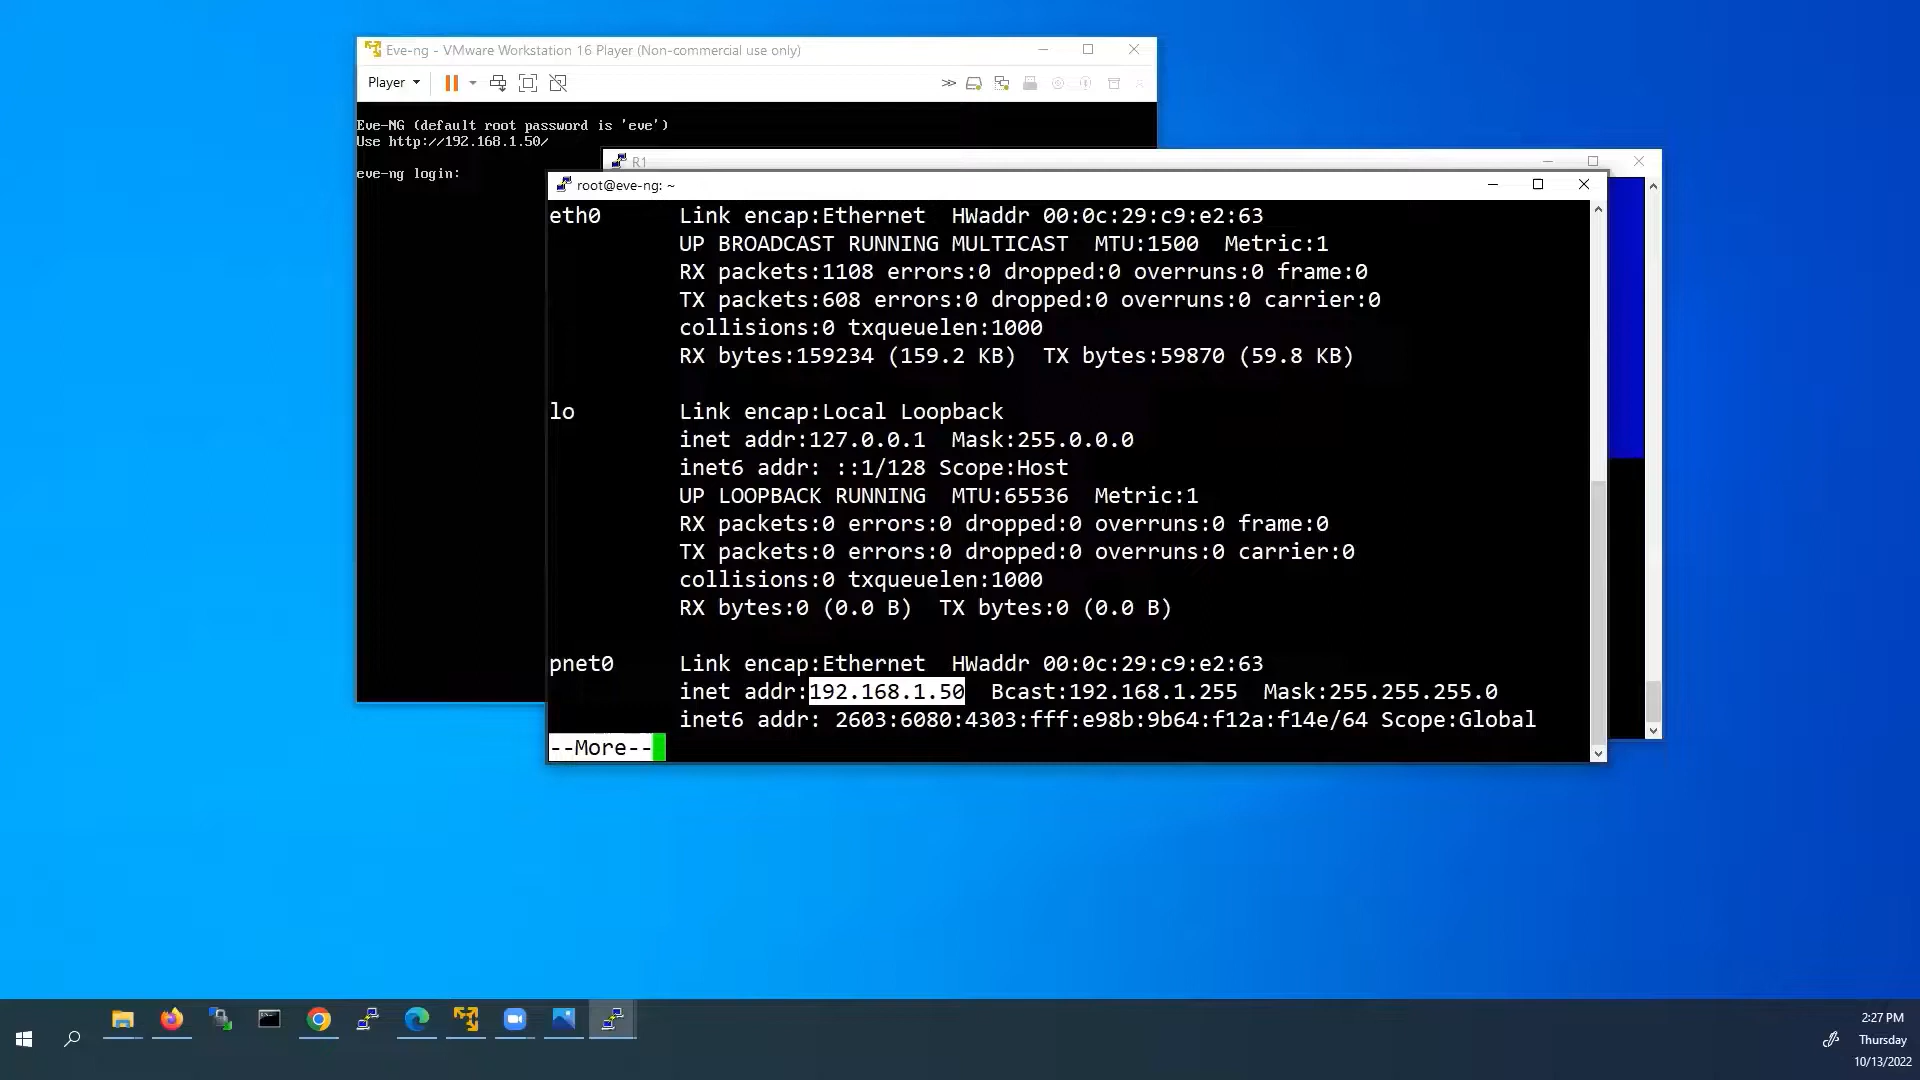 Eve-ng - VMware Workstation 16 Player (Non-commercial use only)
Player
Eve-NG (default root password is 'eve')
Use http://192.168.1.50/
eve-ng login:
R1
root@eve-ng: ~
eth0 Link encap:Ethernet HWaddr 00:0c:29:c9:e2:63
UP BROADCAST RUNNING MULTICAST MTU:1500 Metric:1
RX packets:1108 errors:0 dropped:0 overruns:0 frame:0
TX packets:608 errors:0 dropped:0 overruns:0 carrier:0
collisions:0 txqueuelen:1000
RX bytes:159234 (159.2 KB) TX bytes:59870 (59.8 KB)
lo Link encap:Local Loopback
inet addr:127.0.0.1 Mask:255.0.0.0
inet6 addr: ::1/128 Scope:Host
UP LOOPBACK RUNNING MTU:65536 Metric:1
RX packets:0 errors:0 dropped:0 overruns:0 frame:0
TX packets:0 errors:0 dropped:0 overruns:0 carrier:0
collisions:0 txqueuelen:1000
RX bytes:0 (0.0 B) TX bytes:0 (0.0 B)
pnet0 Link encap:Ethernet HWaddr 00:0c:29:c9:e2:63
inet addr:192.168.1.50 Bcast:192.168.1.255 Mask:255.255.255.0
inet6 addr: 2603:6080:4303:fff:e98b:9b64:f12a:f14e/64 Scope:Global
--More--
2:27 PM
Thursday
10/13/2022